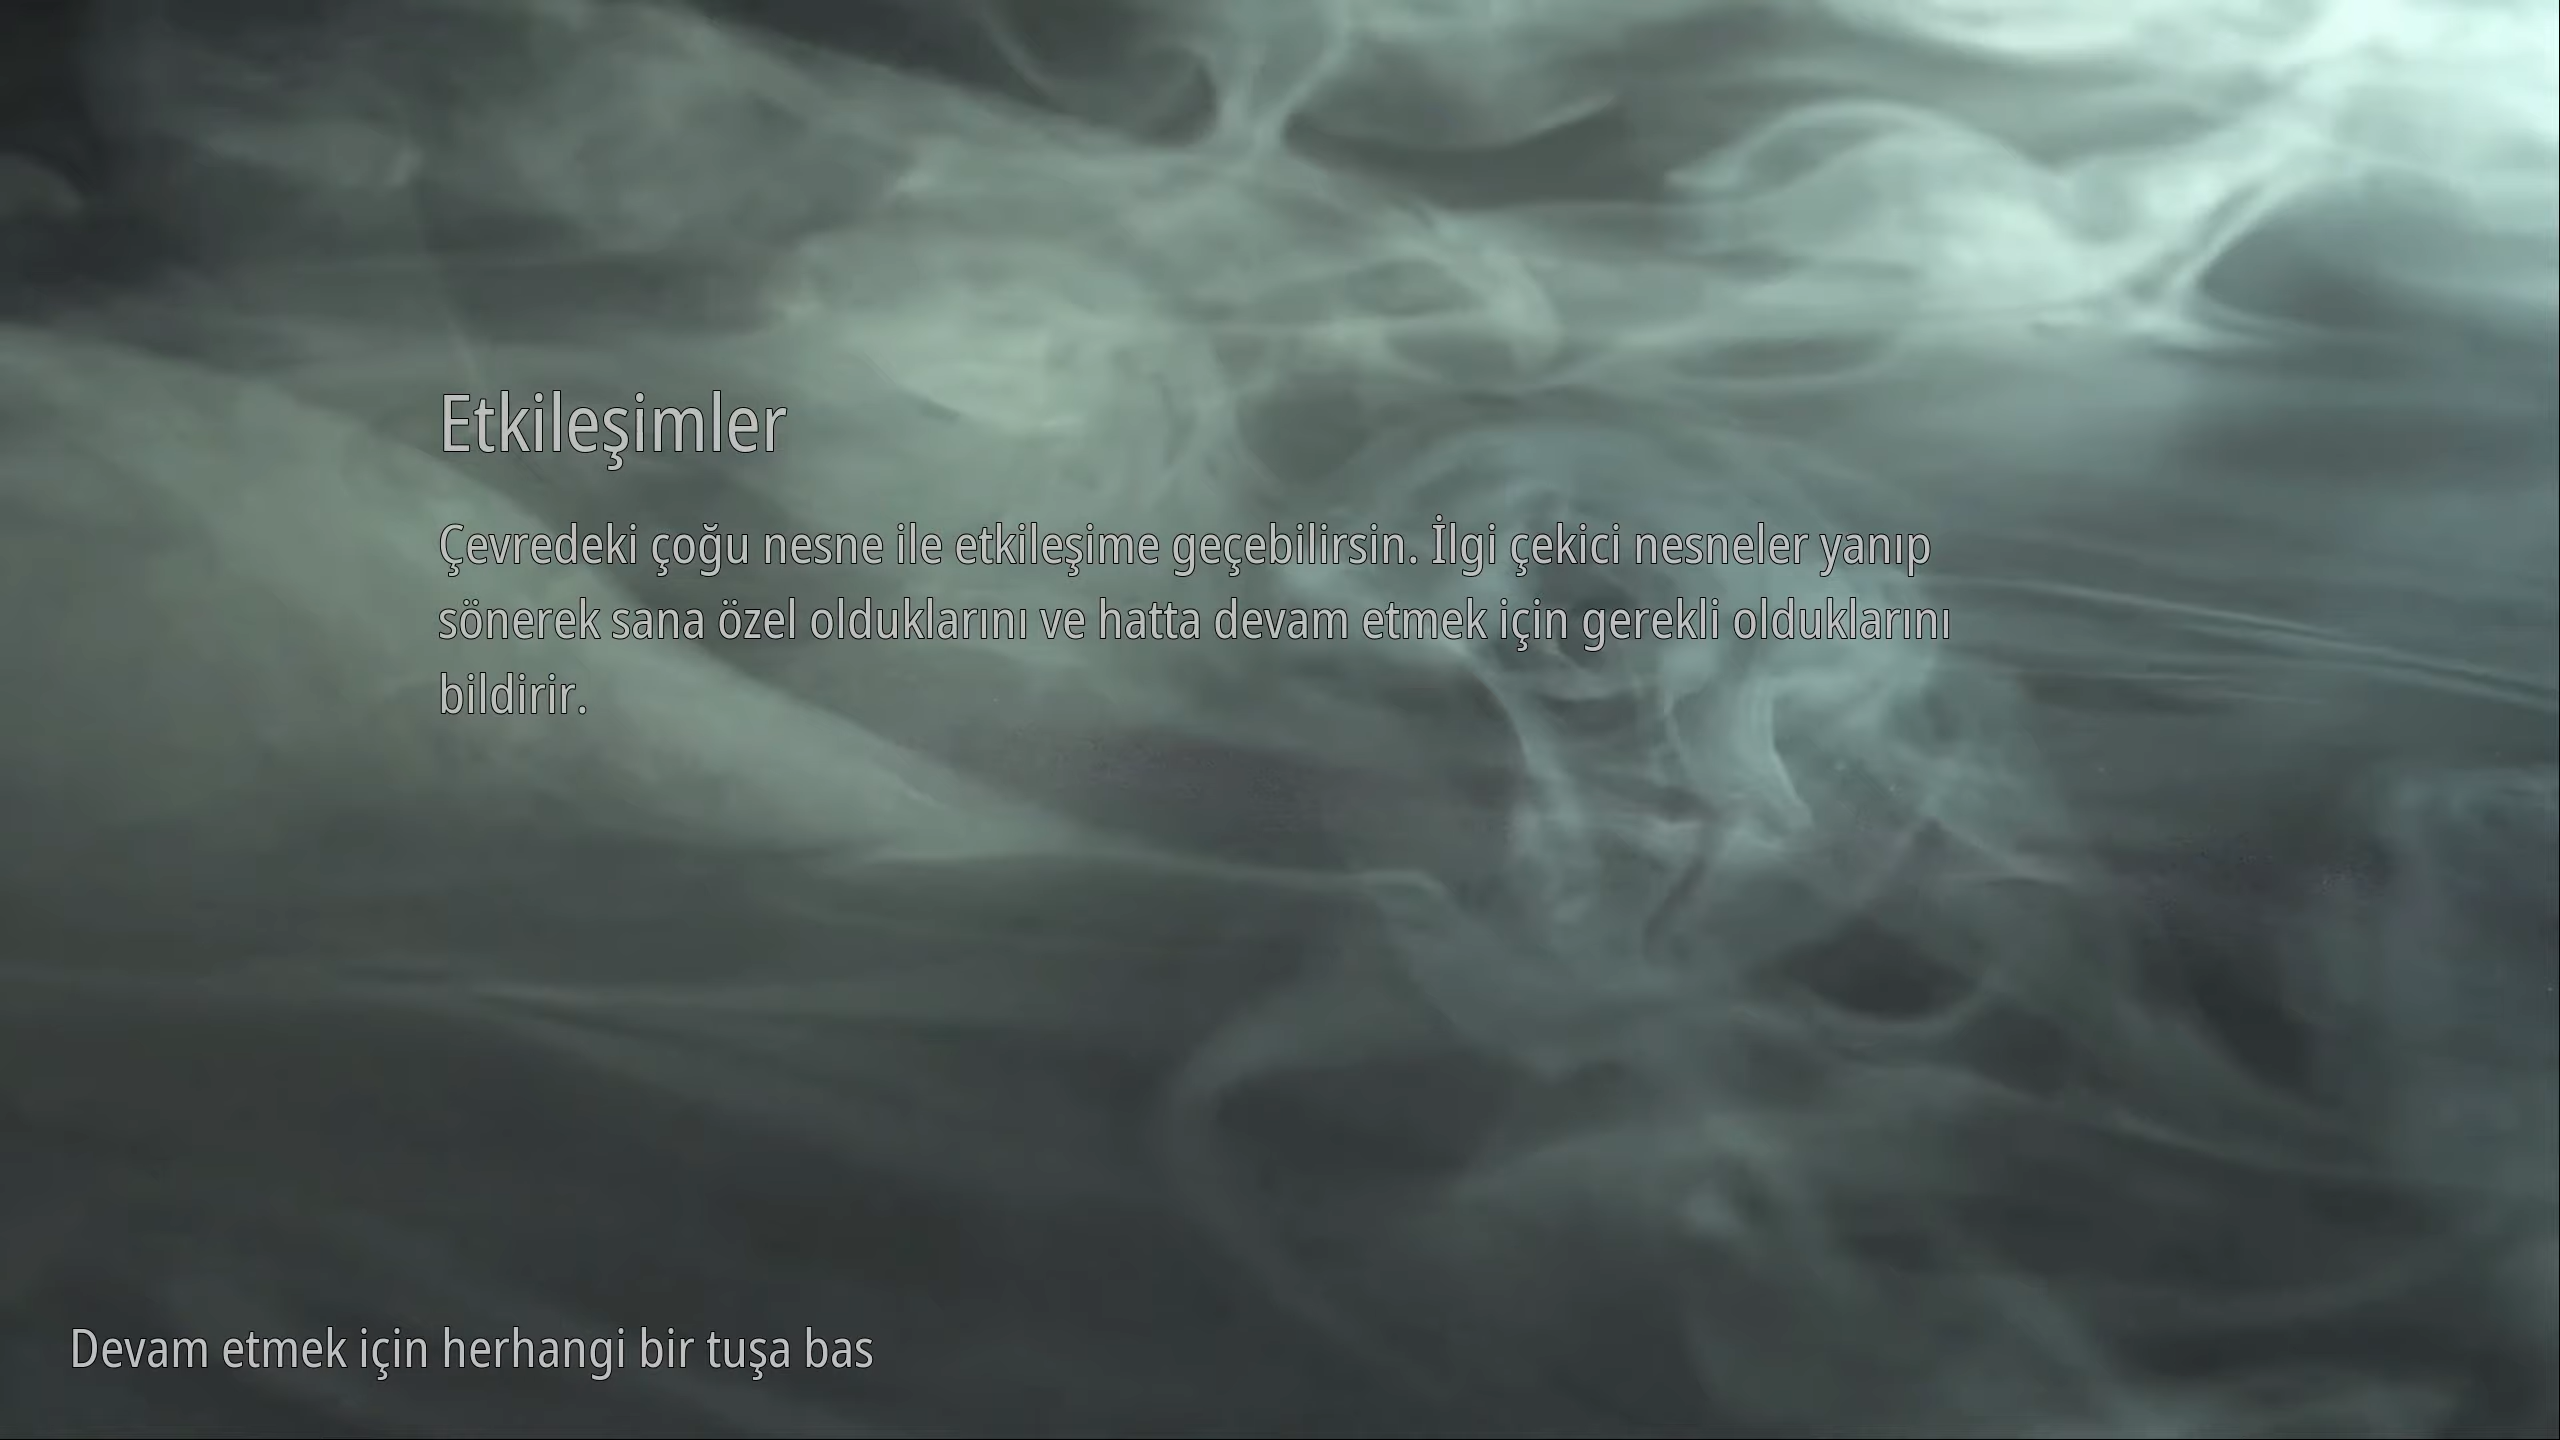 Etkileşimler
Çevredeki çoğu nesne ile etkileşime geçebilirsin. İlgi çekici nesneler yanıp
sönerek sana özel olduklarını ve hatta devam etmek için gerekli olduklarını
bildirir.
Devam etmek için herhangi bir tuşa bas